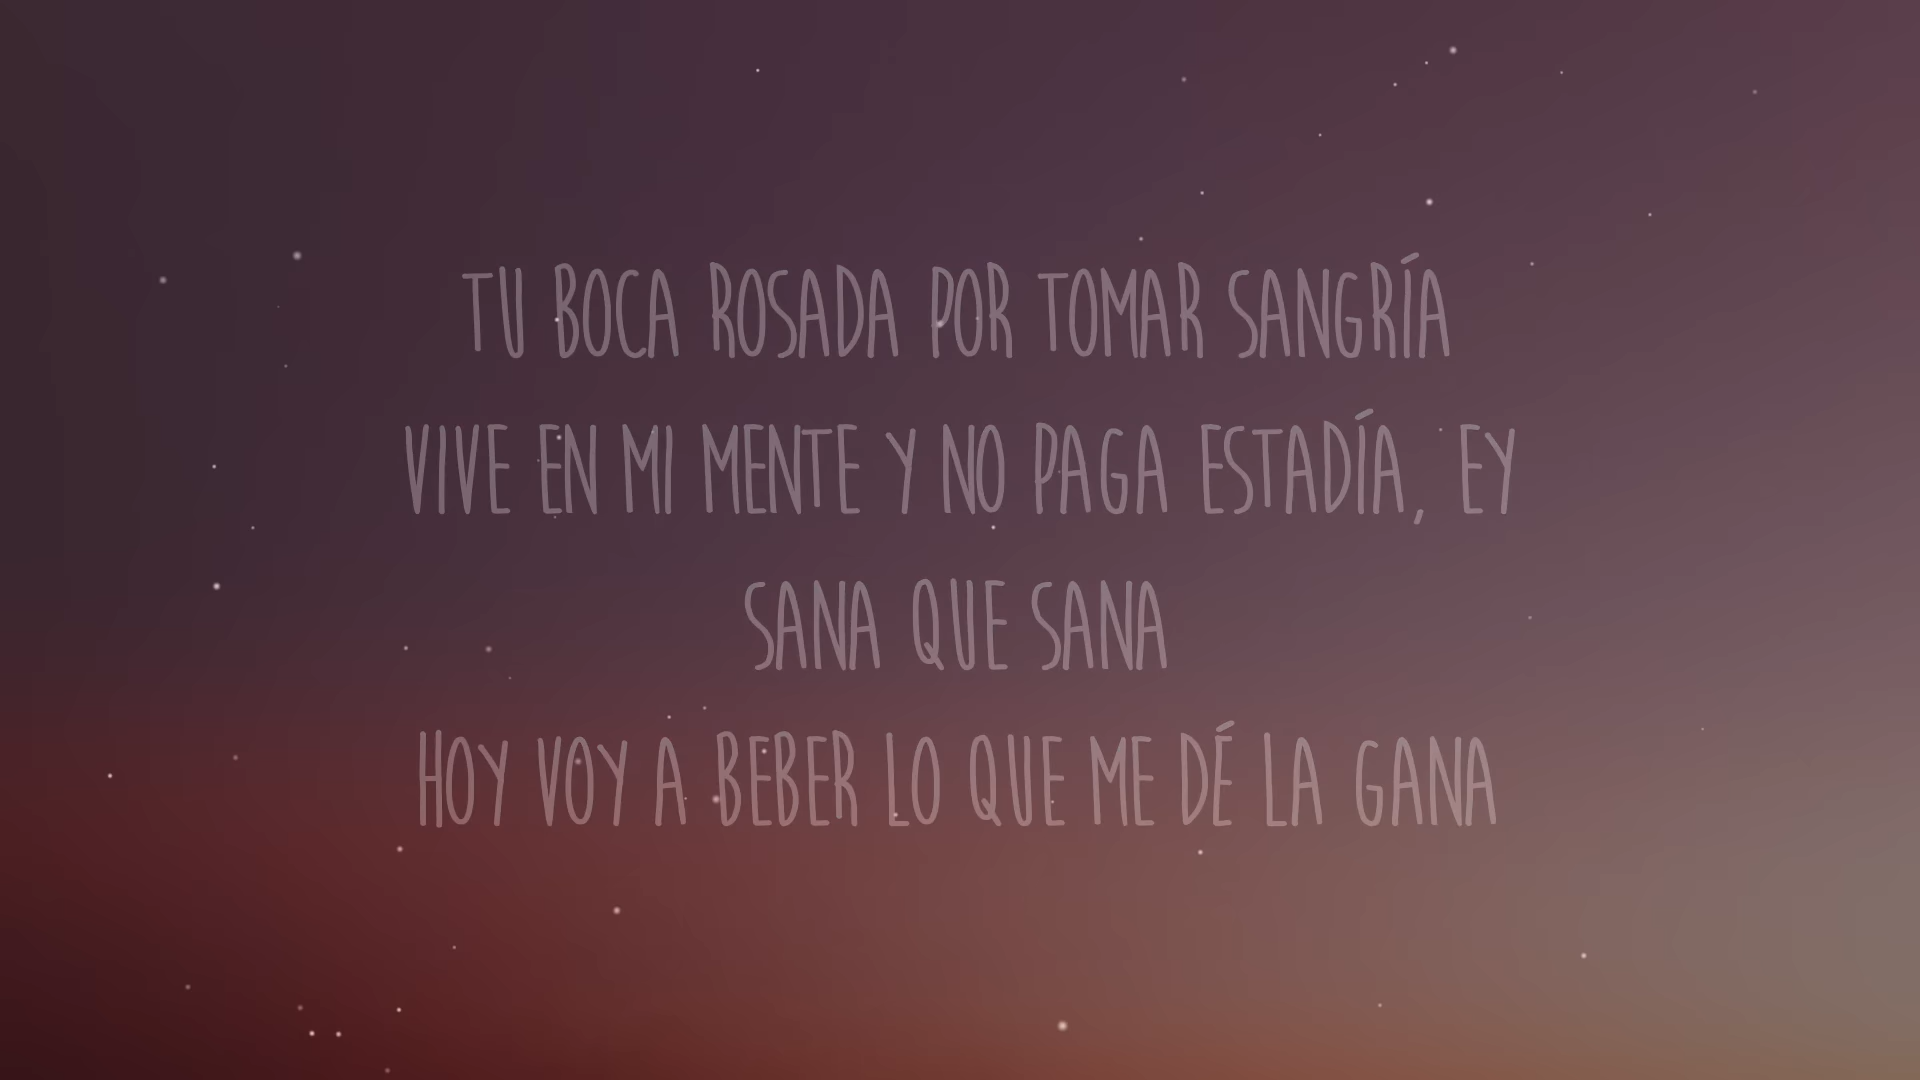 TU BOCA ROSADA POR TOMAR SANGRÍA
VIVE EN MI MENTE Y NO PAGA ESTADÍA, EY
SANA QUE SANA
HOY VOY A BEBER LO QUE ME DÉ LA GANA